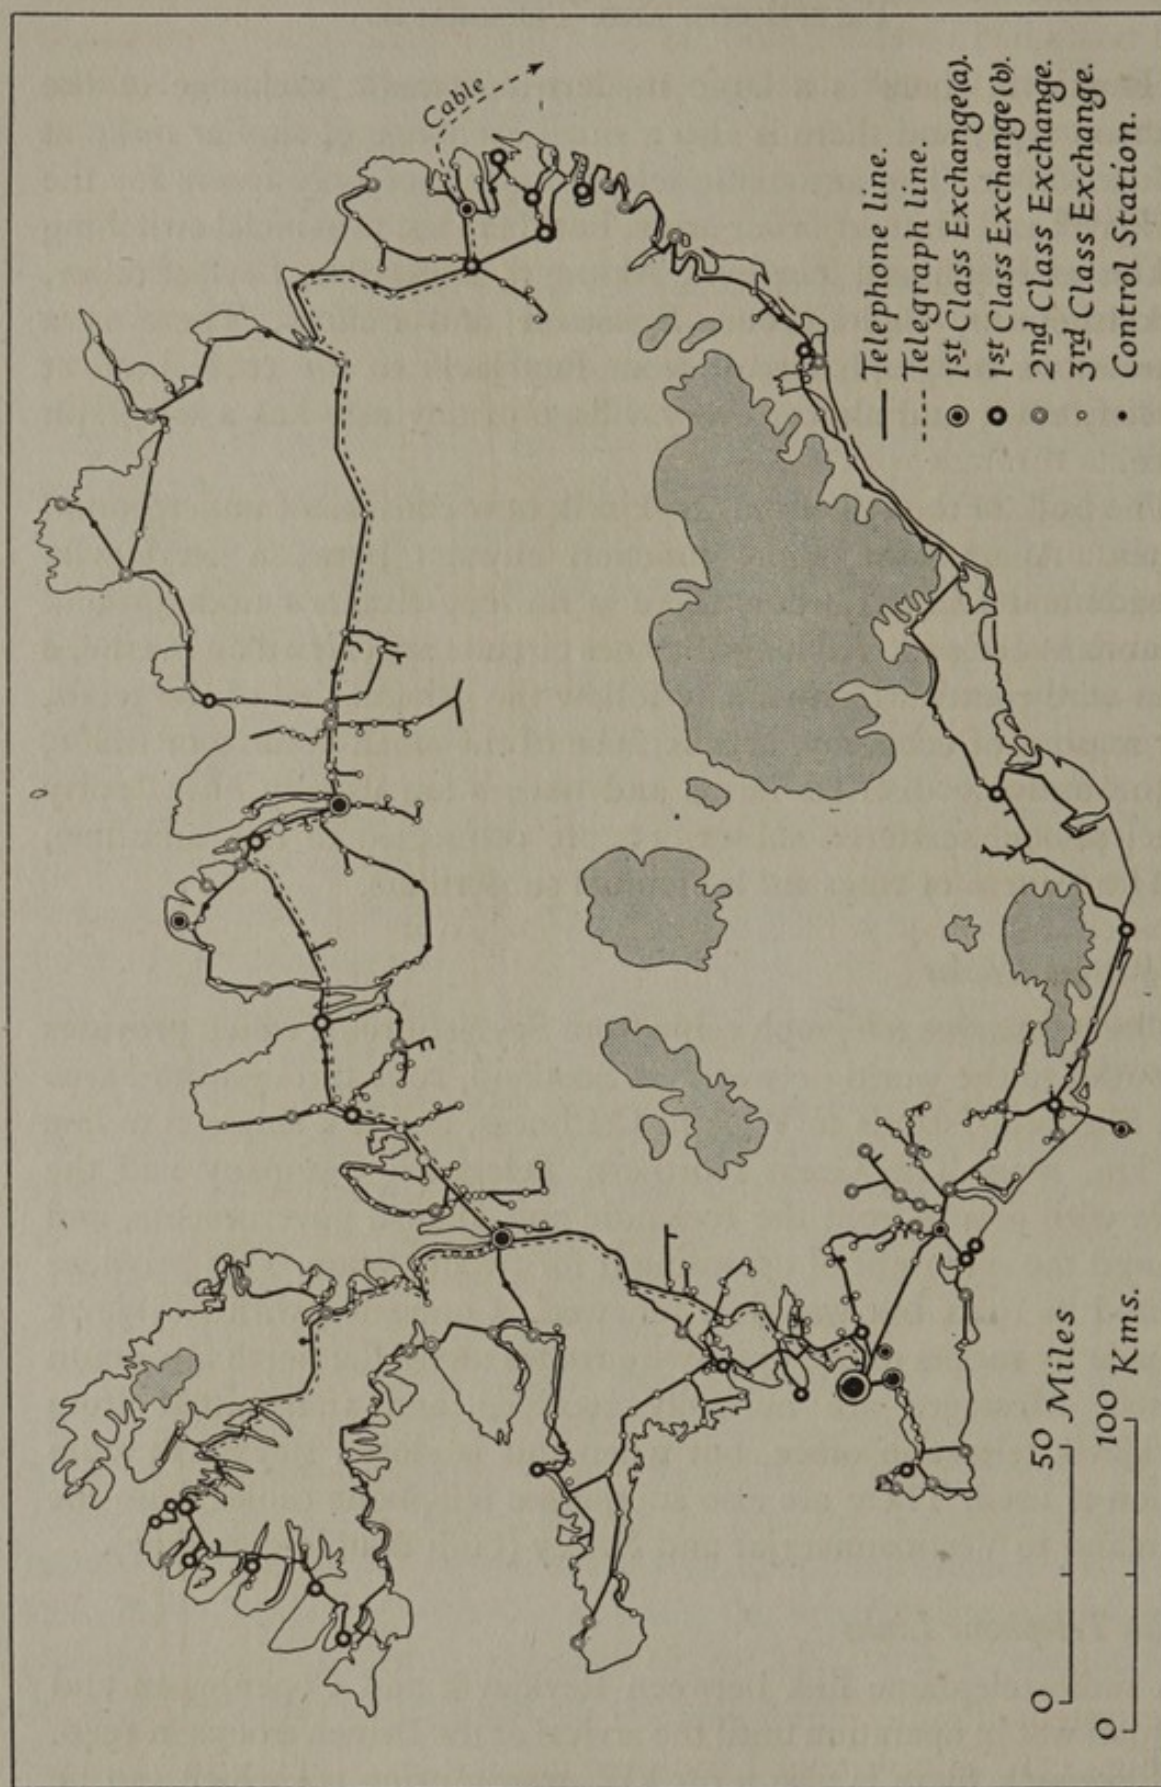 Cable
Telephone line.
Telegraph line.
1st Class Exchange(a).
1st Class Exchange(b).
2nd Class Exchange.
3rd Class Exchange.
Control Station.
0 50 Miles
0 100 Kms.